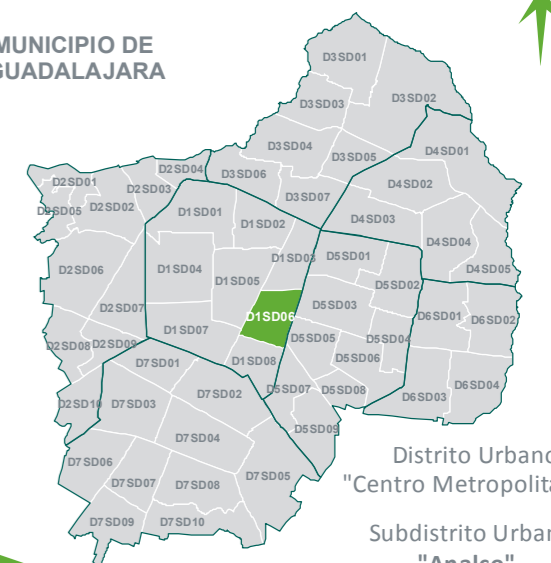 MUNICIPIO DE
GUADALAJARA
D3SD01
D3SD02
D3SD03
D3SD04
D3SD05
D3SD06
D3SD07
D4SD01
D4SD02
D4SD03
D4SD04
D4SD05
D2SD01
D2SD02
D2SD03
D2SD04
D2SD05
D2SD06
D2SD07
D2SD08
D2SD09
D2SD10
D1SD01
D1SD02
D1SD03
D1SD04
D1SD05
D1SD06
D1SD07
D1SD08
D5SD01
D5SD02
D5SD03
D5SD04
D5SD05
D5SD06
D5SD07
D5SD08
D5SD09
D6SD01
D6SD02
D6SD03
D6SD04
D7SD01
D7SD02
D7SD03
D7SD04
D7SD05
D7SD06
D7SD07
D7SD08
D7SD09
D7SD10
Distrito Urbano
"Centro Metropolita
Subdistrito Urban
"Analco"